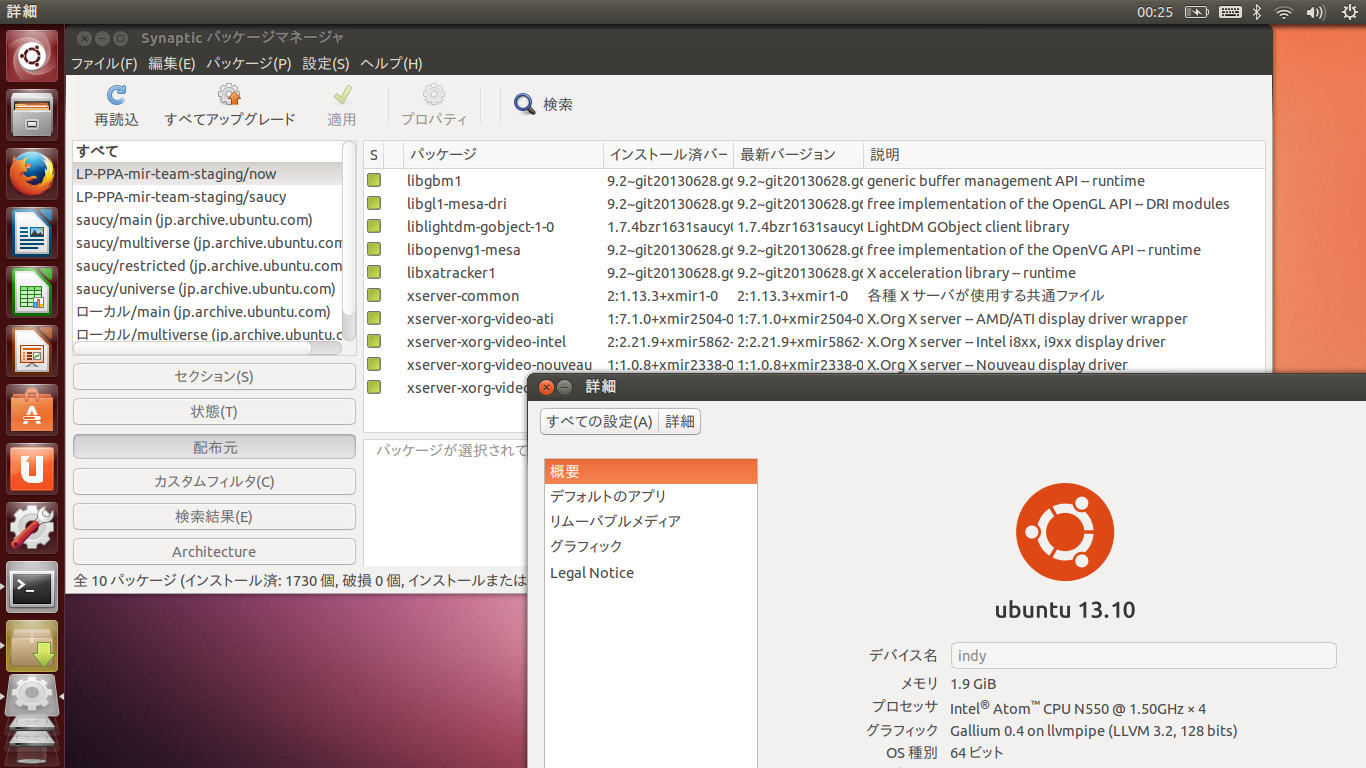 詳細
00:25
Synaptic パッケージマネージャ
ファイル(F) 編集(E) パッケージ(P) 設定(S) ヘルプ(H)
再読込 すべてアップグレード 適用 プロパティ 検索
すべて
LP-PPA-mir-team-staging/now
LP-PPA-mir-team-staging/saucy
saucy/main (jp.archive.ubuntu.com)
saucy/multiverse (jp.archive.ubuntu.com
saucy/restricted (jp.archive.ubuntu.com
saucy/universe (jp.archive.ubuntu.com)
ローカル/main (jp.archive.ubuntu.com)
ローカル/multiverse (jp.archive.ubuntu.c
セクション(S)
状態(T)
配布元
カスタムフィルタ(C)
検索結果(E)
Architecture
S パッケージ インストール済バー 最新バージョン 説明
libgbm1 9.2~git20130628.g6 9.2~git20130628.g6 generic buffer management API -- runtime
libgl1-mesa-dri 9.2~git20130628.g6 9.2~git20130628.g6 free implementation of the OpenGL API -- DRI modules
liblightdm-gobject-1-0 1.7.4bzr1631saucy0 1.7.4bzr1631saucy0 LightDM GObject client library
libopenvg1-mesa 9.2~git20130628.g6 9.2~git20130628.g6 free implementation of the OpenVG API -- runtime
libxatracker1 9.2~git20130628.g6 9.2~git20130628.g6 X acceleration library -- runtime
xserver-common 2:1.13.3+xmir1-0 2:1.13.3+xmir1-0 各種 X サーバが使用する共通ファイル
xserver-xorg-video-ati 1:7.1.0+xmir2504-0 1:7.1.0+xmir2504-0 X.Org X server -- AMD/ATI display driver wrapper
xserver-xorg-video-intel 2:2.21.9+xmir5862- 2:2.21.9+xmir5862- X.Org X server -- Intel i8xx, i9xx display driver
xserver-xorg-video-nouveau 1:1.0.8+xmir2338-0 1:1.0.8+xmir2338-0 X.Org X server -- Nouveau display driver
xserver-xorg-video
パッケージが選択されて
全 10 パッケージ (インストール済: 1730 個, 破損 0 個, インストールまたは
詳細
すべての設定(A) 詳細
概要
デフォルトのアプリ
リムーバブルメディア
グラフィック
Legal Notice
ubuntu 13.10
デバイス名 indy
メモリ 1.9 GiB
プロセッサ Intel® Atom™ CPU N550 @ 1.50GHz × 4
グラフィック Gallium 0.4 on llvmpipe (LLVM 3.2, 128 bits)
OS 種別 64 ビット